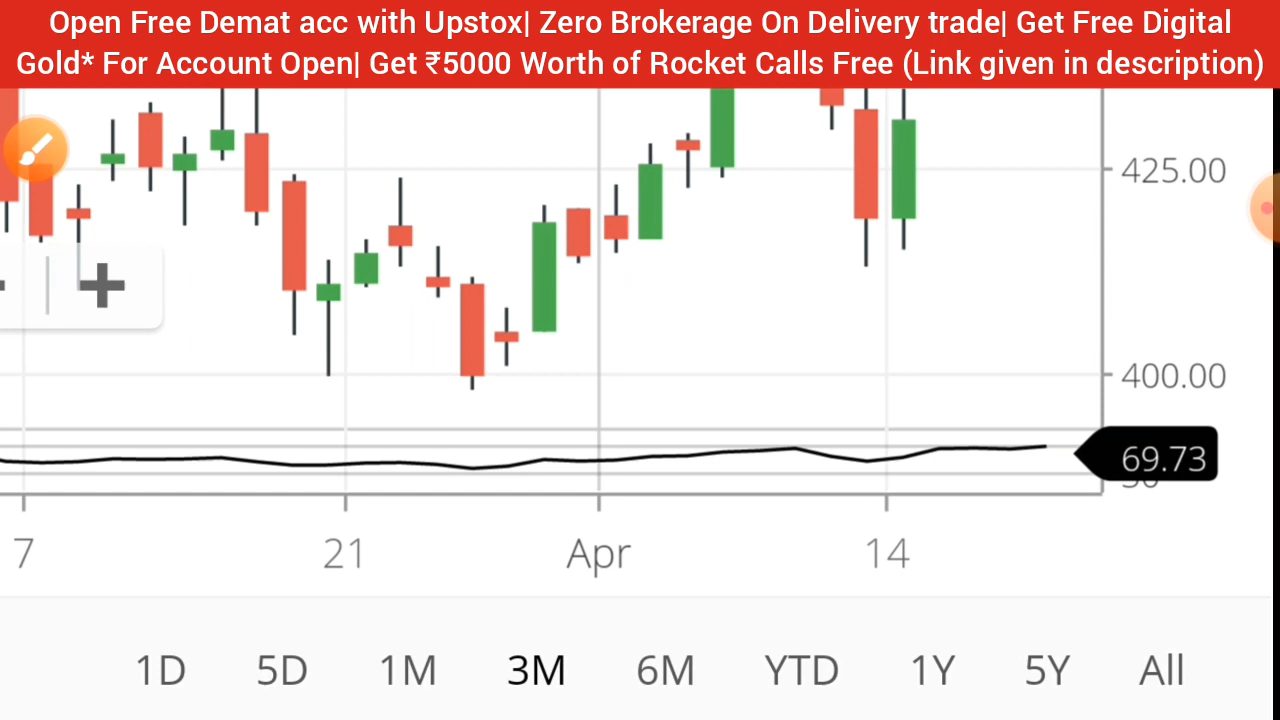 Open Free Demat acc with Upstox| Zero Brokerage On Delivery trade| Get Free Digital
Gold* For Account Open| Get ₹5000 Worth of Rocket Calls Free (Link given in description)
425.00
400.00
69.73
7 21 Apr 14
1D 5D 1M 3M 6M YTD 1Y 5Y All